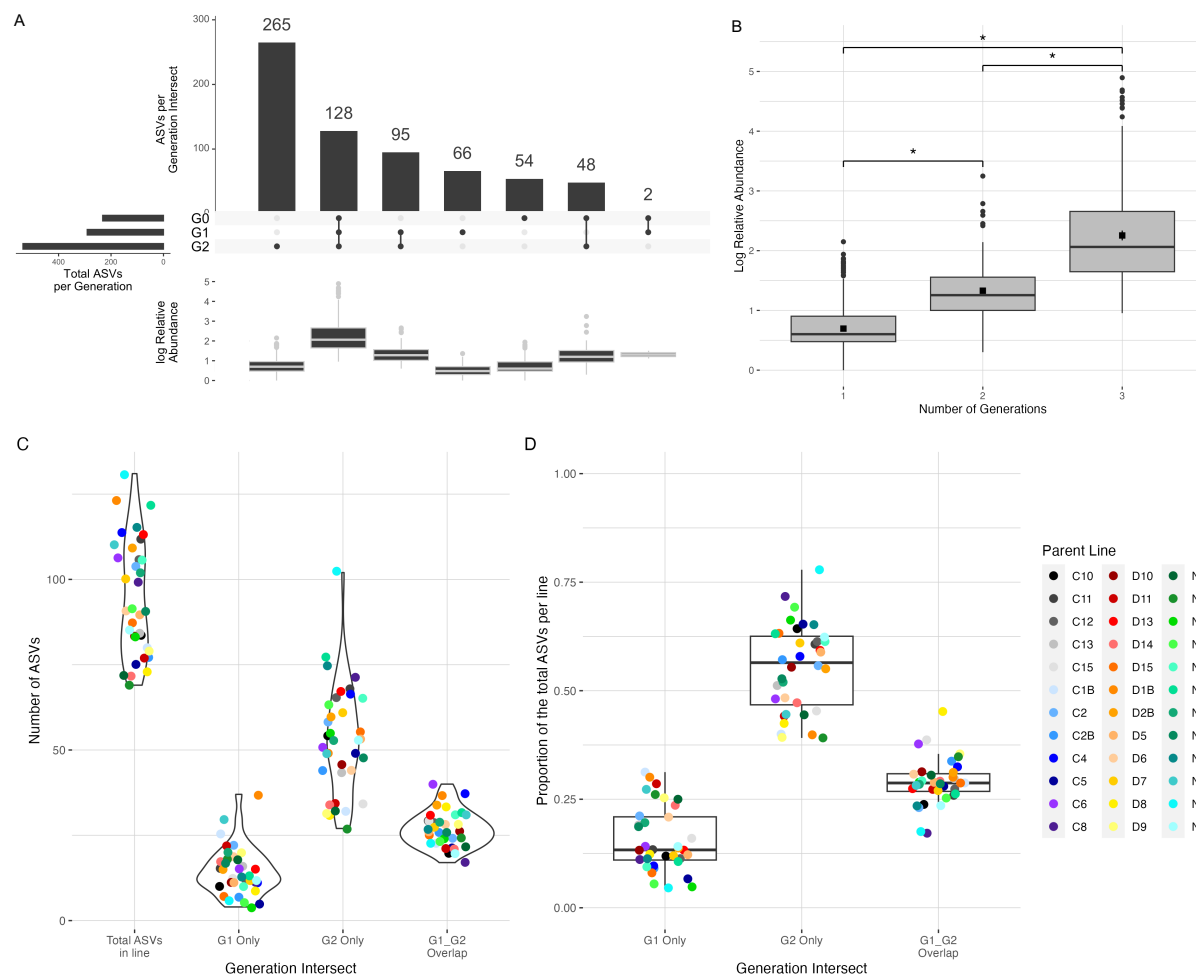 A
ASVs per
Generation Intersect
300
200
100
0
265
128
95
66
54
48
2
G0
G1
G2
400
200
0
Total ASVs
per Generation
log Relative
Abundance
5
4
3
2
1
0
B
Log Relative Abundance
5
4
3
2
1
0
*
*
*
1
2
3
Number of Generations
C
Number of ASVs
100
50
0
Total ASVs
in line
G1 Only
G2 Only
G1_G2
Overlap
Generation Intersect
D
Proportion of the total ASVs per line
1.00
0.75
0.50
0.25
0.00
G1 Only
G2 Only
G1_G2
Overlap
Generation Intersect
Parent Line
C10 D10 N
C11 D11 N
C12 D13 N
C13 D14 N
C15 D15 N
C1B D1B N
C2 D2B N
C2B D5 N
C4 D6 N
C5 D7 N
C6 D8 N
C8 D9 N